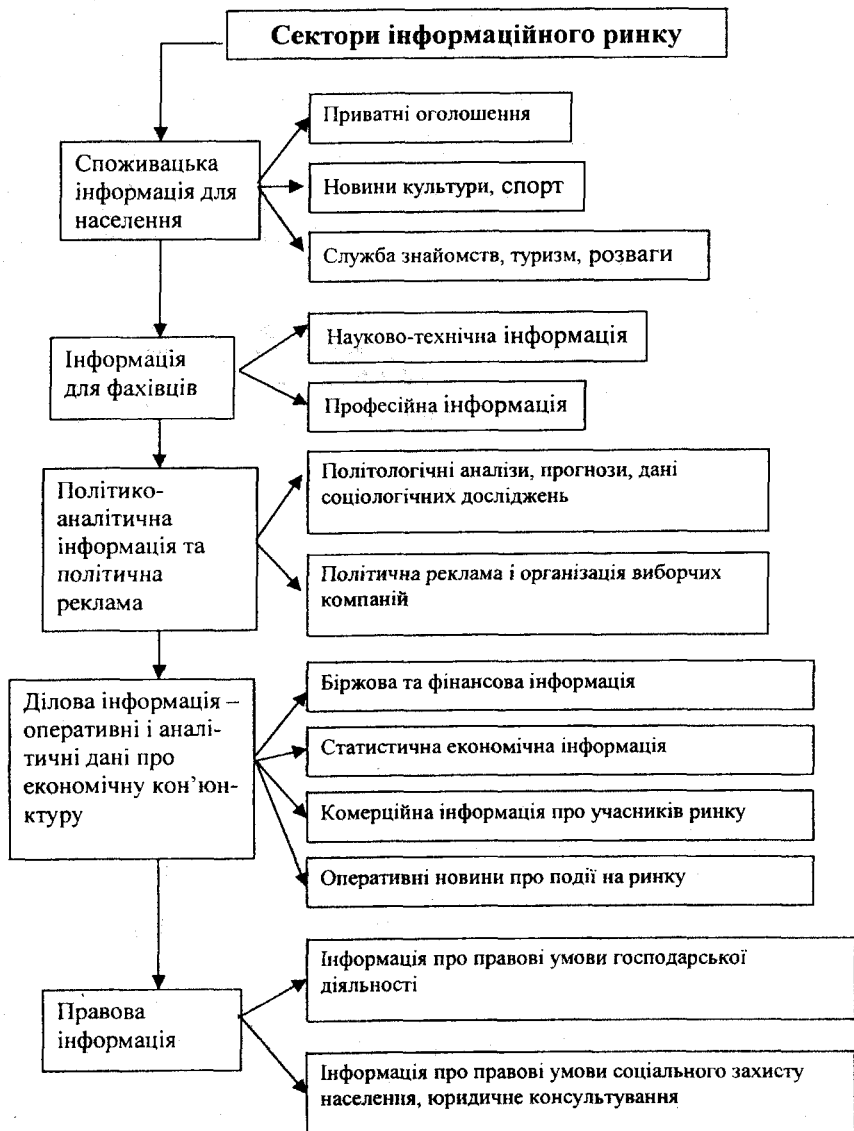 Сектори інформаційного ринку
Споживацька
інформація для
населення
Приватні оголошення
Новини культури, спорт
Служба знайомств, туризм, розваги
Інформація
для фахівців
Науково-технічна інформація
Професійна інформація
Політико-
аналітична
інформація та
політична
реклама
Політологічні аналізи, прогнози, дані
соціологічних досліджень
Політична реклама і організація виборчих
компаній
Ділова інформація –
оперативні і аналі-
тичні дані про
економічну кон’юн-
ктуру
Біржова та фінансова інформація
Статистична економічна інформація
Комерційна інформація про учасників ринку
Оперативні новини про події на ринку
Правова
інформація
Інформація про правові умови господарської
діяльності
Інформація про правові умови соціального захисту
населення, юридичне консультування